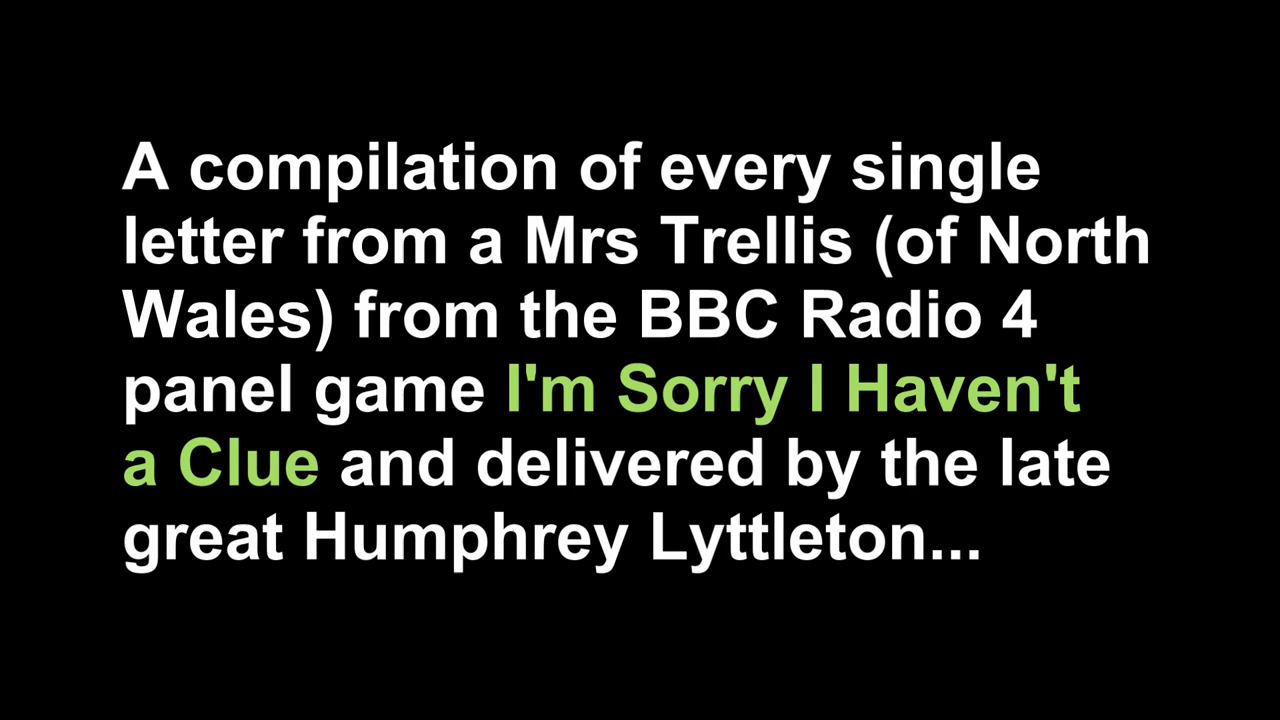 A compilation of every single
letter from a Mrs Trellis (of North
Wales) from the BBC Radio 4
panel game I'm Sorry I Haven't
a Clue and delivered by the late
great Humphrey Lyttleton...